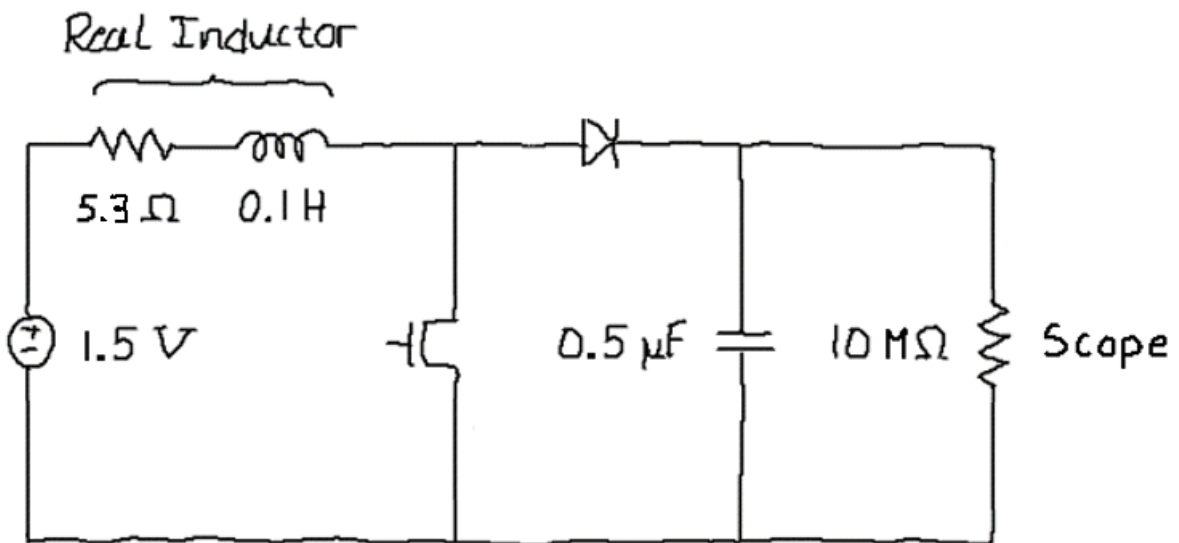 Real Inductor
5.3 Ω 0.1 H
+
-
1.5 V
0.5 μF
10 MΩ
Scope